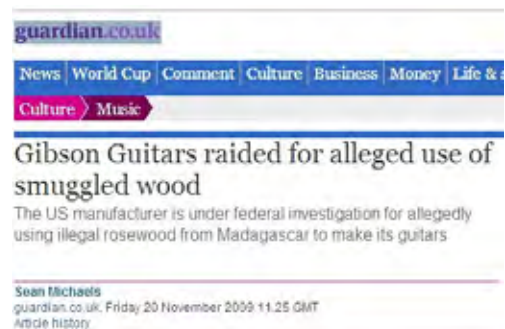 guardian.co.uk
News World Cup Comment Culture Business Money Life &
Culture Music
Gibson Guitars raided for alleged use of
smuggled wood
The US manufacturer is under federal investigation for allegedly
using illegal rosewood from Madagascar to make its guitars
Sean Michaels
guardian.co.uk, Friday 20 November 2009 11.25 GMT
Article history